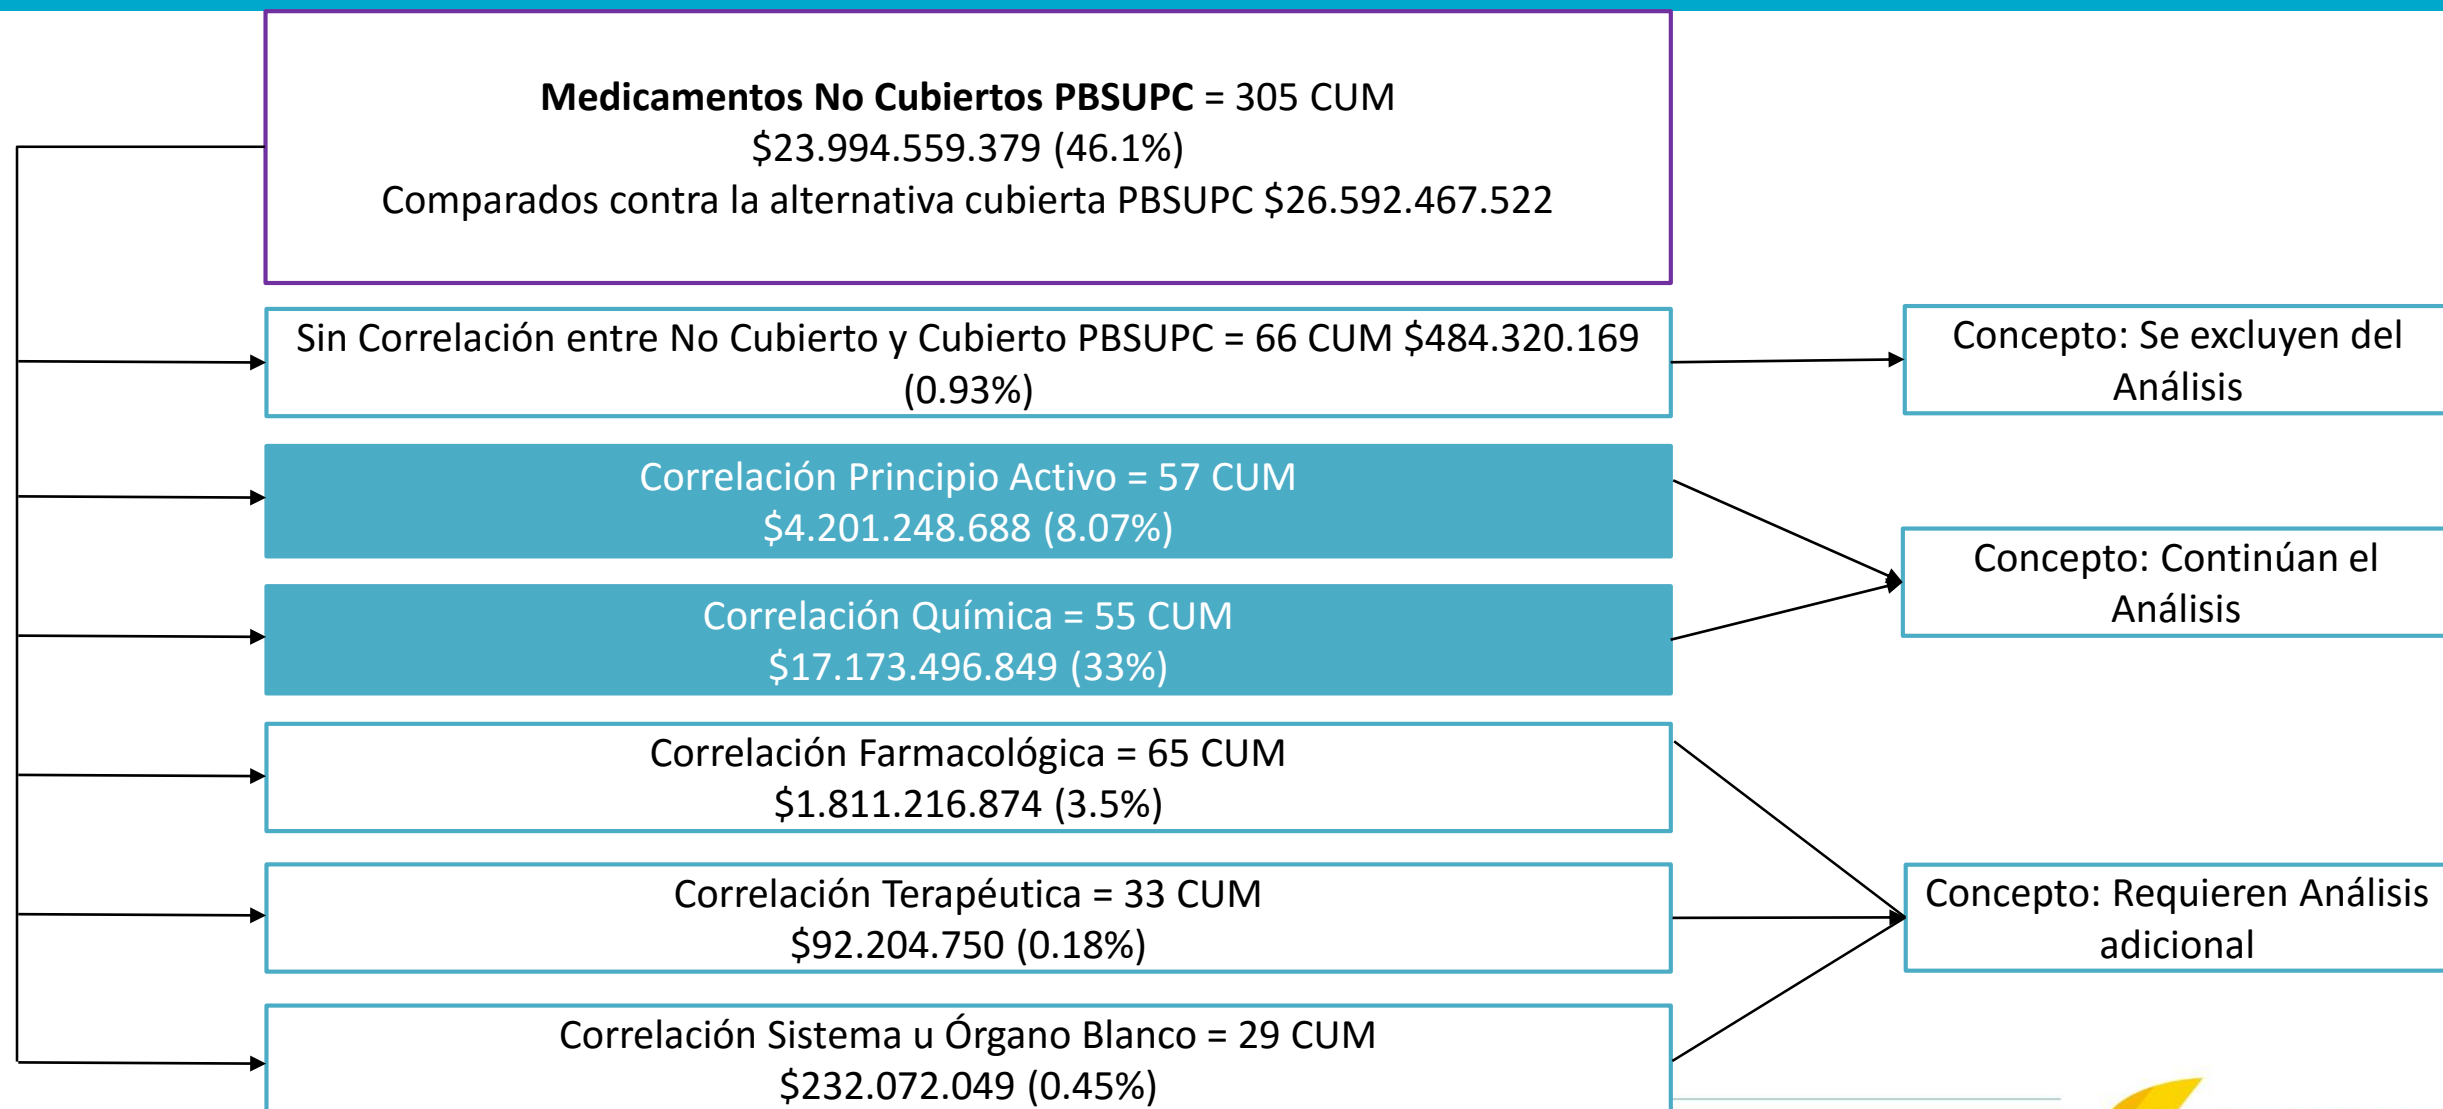 Medicamentos No Cubiertos PBSUPC = 305 CUM
$23.994.559.379 (46.1%)
Comparados contra la alternativa cubierta PBSUPC $26.592.467.522
Sin Correlación entre No Cubierto y Cubierto PBSUPC = 66 CUM $484.320.169
(0.93%)
Concepto: Se excluyen del
Análisis
Correlación Principio Activo = 57 CUM
$4.201.248.688 (8.07%)
Concepto: Continúan el
Análisis
Correlación Química = 55 CUM
$17.173.496.849 (33%)
Correlación Farmacológica = 65 CUM
$1.811.216.874 (3.5%)
Correlación Terapéutica = 33 CUM
$92.204.750 (0.18%)
Concepto: Requieren Análisis
adicional
Correlación Sistema u Órgano Blanco = 29 CUM
$232.072.049 (0.45%)